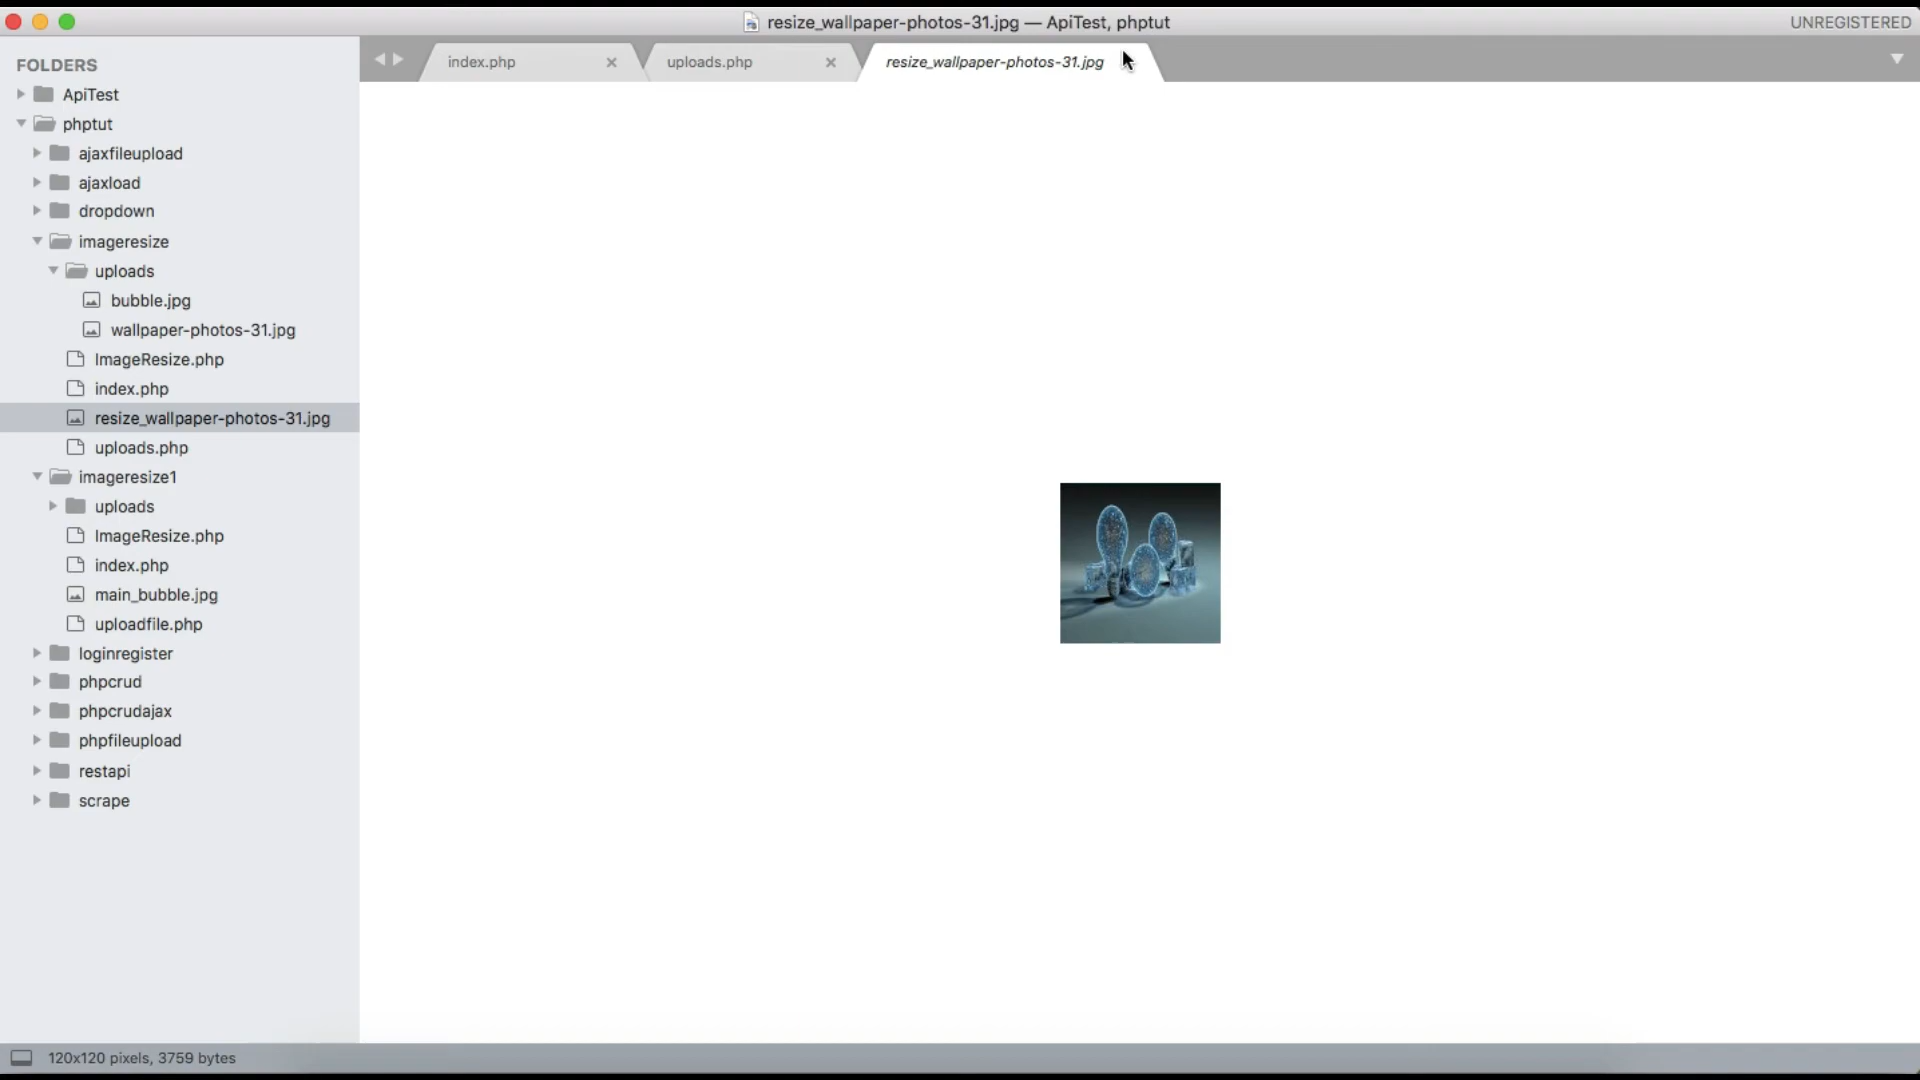 resize_wallpaper-photos-31.jpg — ApiTest, phptut
UNREGISTERED
FOLDERS
index.php
uploads.php
resize_wallpaper-photos-31.jpg
ApiTest
phptut
ajaxfileupload
ajaxload
dropdown
imageresize
uploads
bubble.jpg
wallpaper-photos-31.jpg
ImageResize.php
index.php
resize_wallpaper-photos-31.jpg
uploads.php
imageresize1
uploads
ImageResize.php
index.php
main_bubble.jpg
uploadfile.php
loginregister
phpcrud
phpcrudajax
phpfileupload
restapi
scrape
120x120 pixels, 3759 bytes